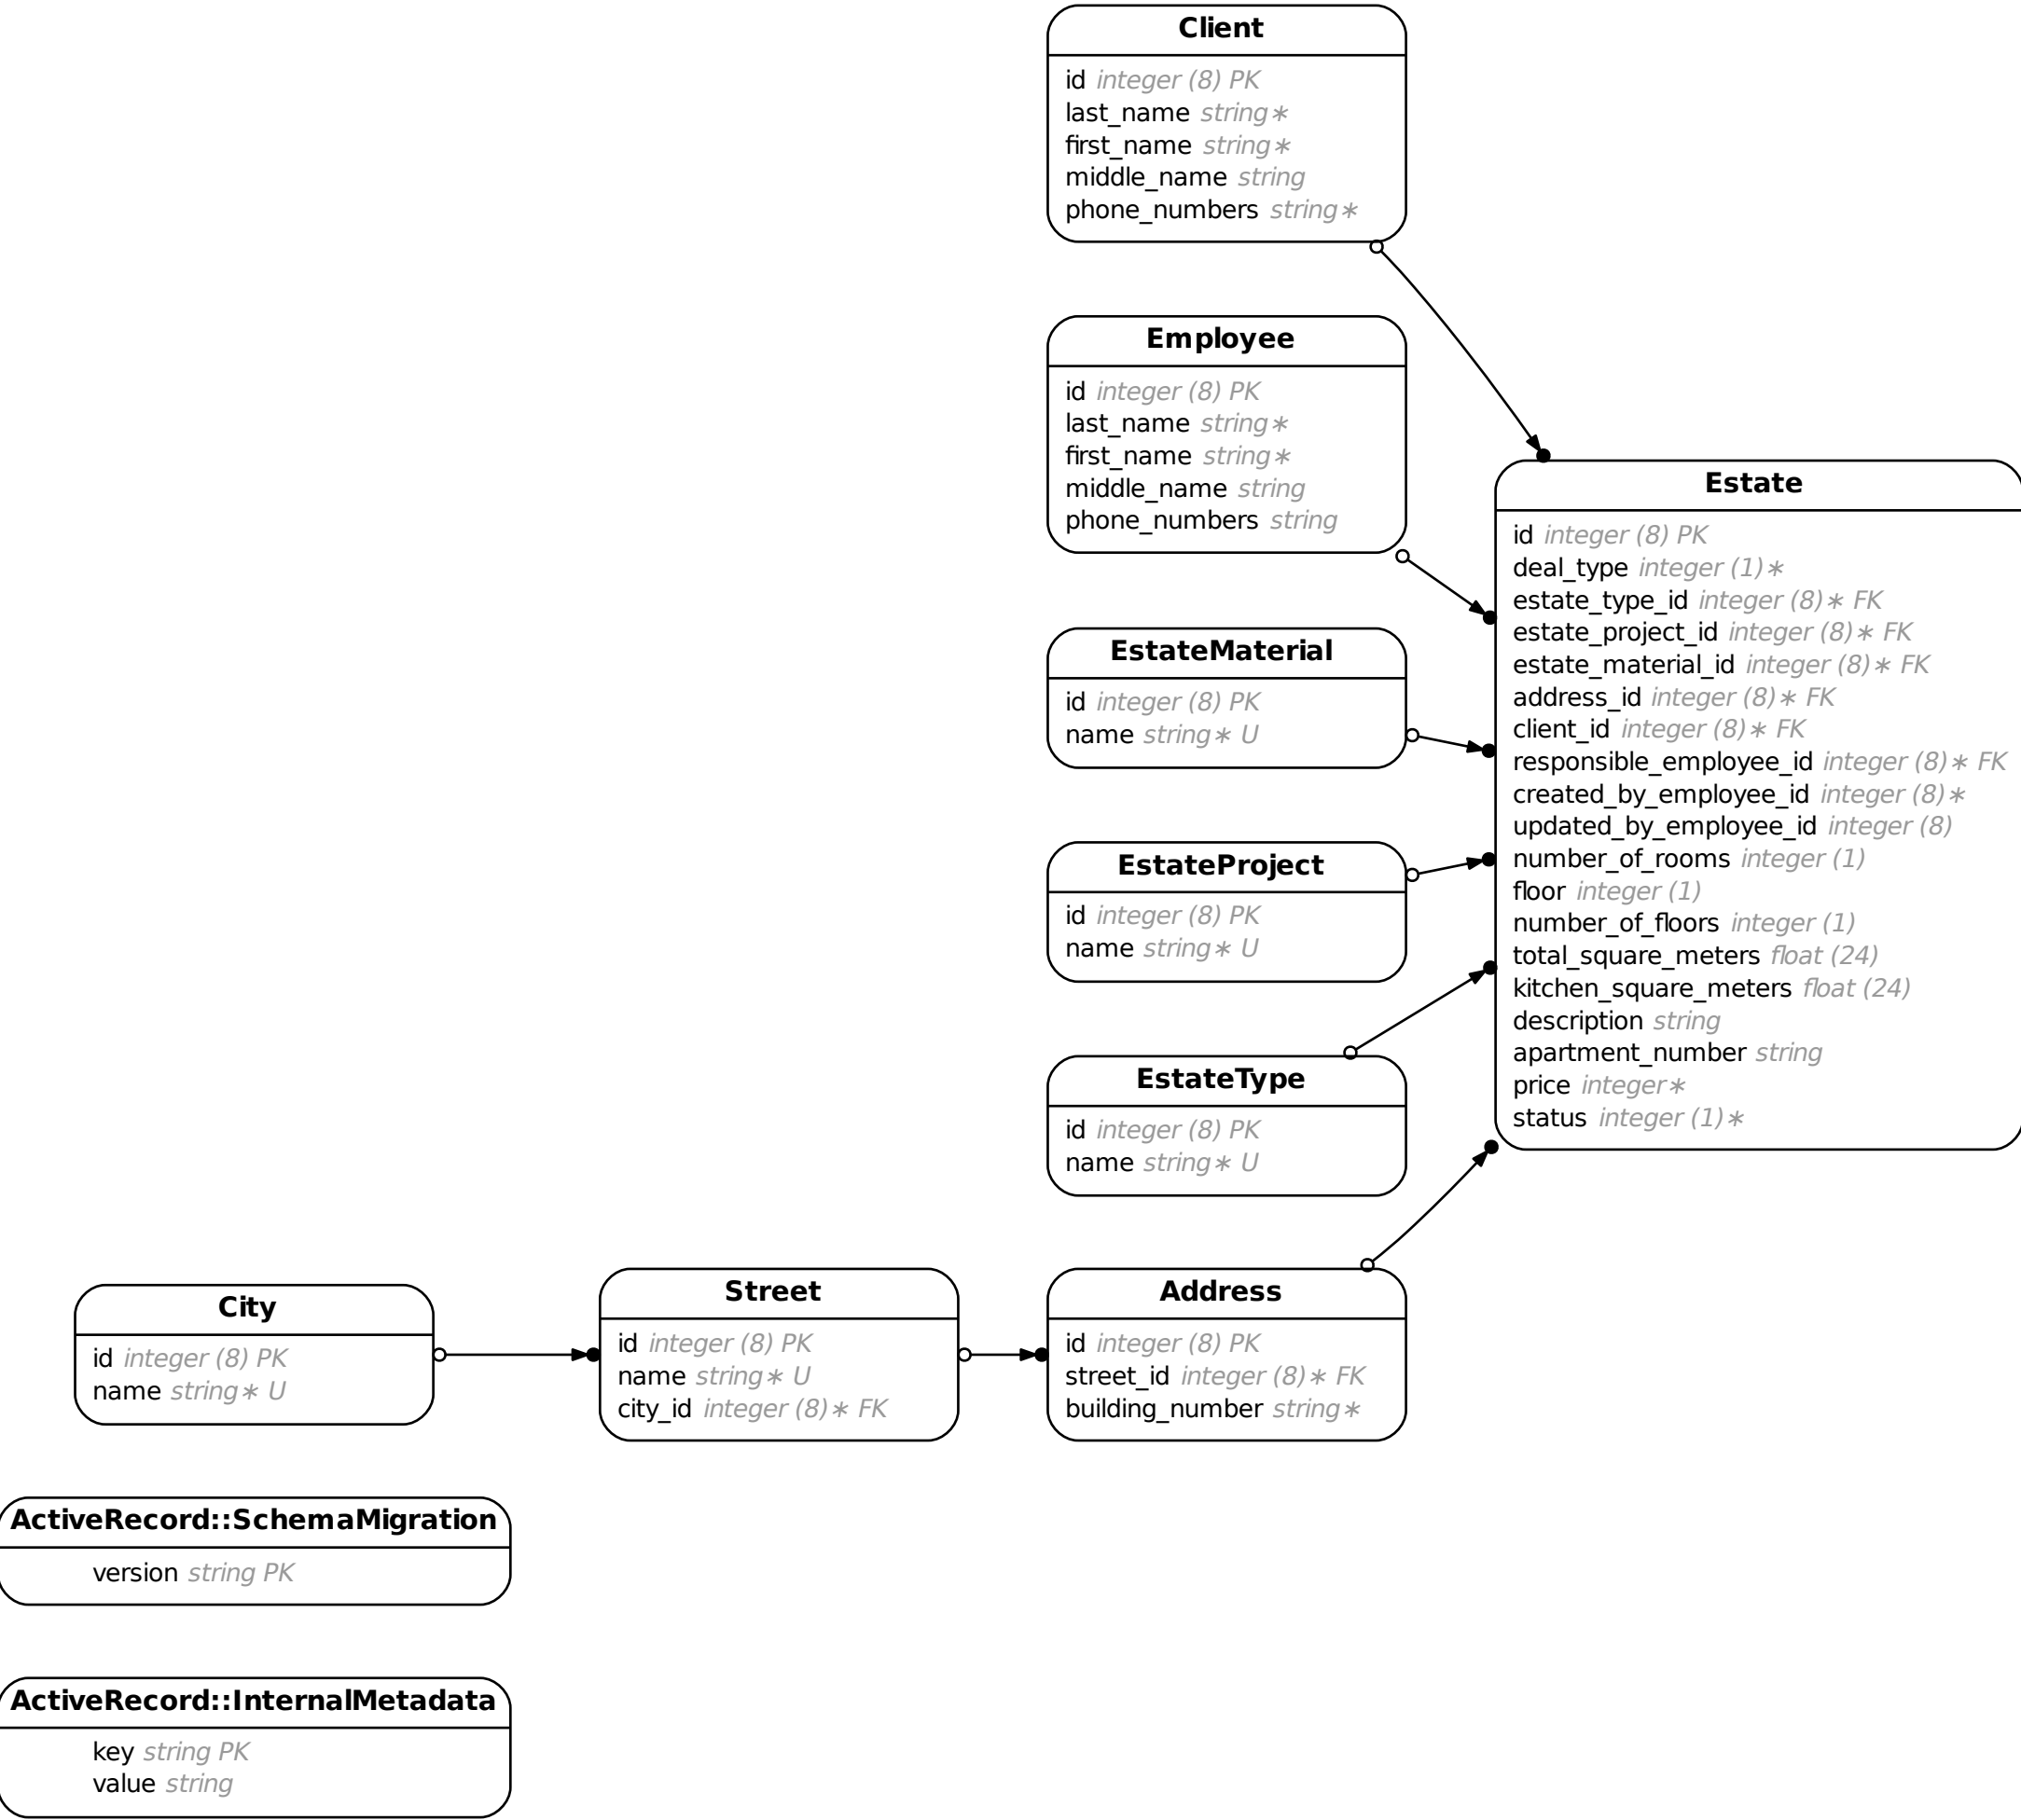 Client
id integer (8) PK
last_name string∗
first_name string∗
middle_name string
phone_numbers string∗
Employee
id integer (8) PK
last_name string∗
first_name string∗
middle_name string
phone_numbers string
Estate
id integer (8) PK
deal_type integer (1)∗
estate_type_id integer (8)∗ FK
estate_project_id integer (8)∗ FK
estate_material_id integer (8)∗ FK
address_id integer (8)∗ FK
client_id integer (8)∗ FK
responsible_employee_id integer (8)∗ FK
created_by_employee_id integer (8)∗
updated_by_employee_id integer (8)
number_of_rooms integer (1)
floor integer (1)
number_of_floors integer (1)
total_square_meters float (24)
kitchen_square_meters float (24)
description string
apartment_number string
price integer∗
status integer (1)∗
EstateMaterial
id integer (8) PK
name string∗ U
EstateProject
id integer (8) PK
name string∗ U
EstateType
id integer (8) PK
name string∗ U
City
id integer (8) PK
name string∗ U
Street
id integer (8) PK
name string∗ U
city_id integer (8)∗ FK
Address
id integer (8) PK
street_id integer (8)∗ FK
building_number string∗
ActiveRecord::SchemaMigration
version string PK
ActiveRecord::InternalMetadata
key string PK
value string